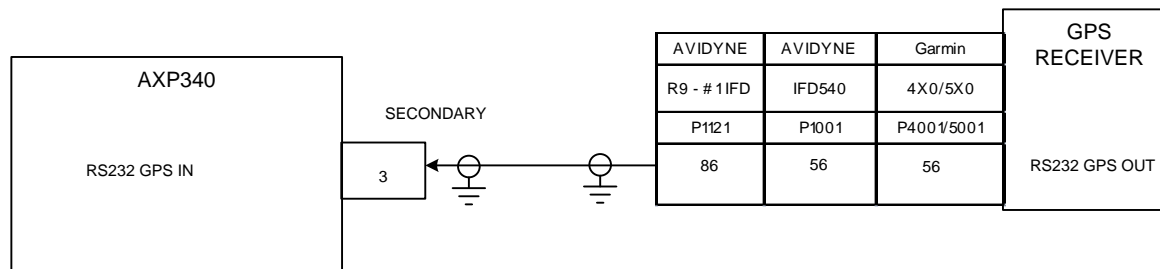 GPS
RECEIVER
AVIDYNE AVIDYNE Garmin
AXP340
R9 - #1IFD IFD540 4X0/5X0
SECONDARY
P1121 P1001 P4001/5001
RS232 GPS IN 3 86 56 56 RS232 GPS OUT